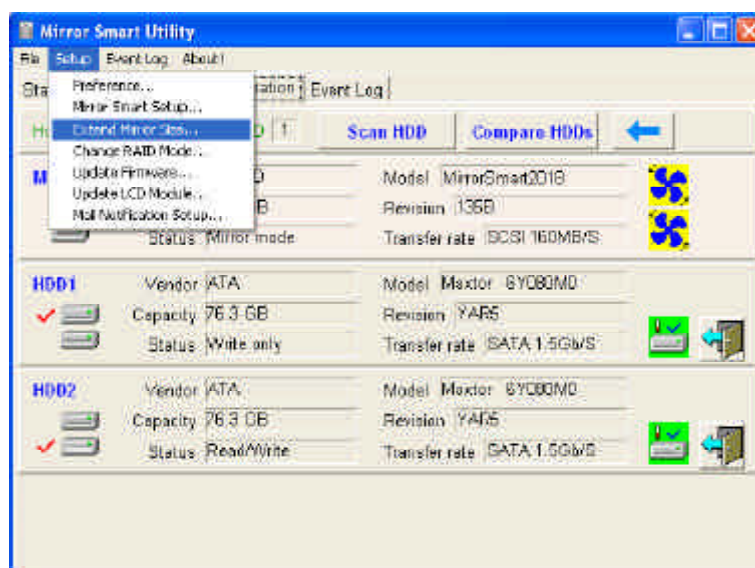 Mirror Smart Utility
File Setup Event Log About!
Sta ration Event Log
Preference...
Mirror Smart Setup...
Extend Mirror Size...
Change RAID Mode...
Update Firmware...
Update LCD Module...
Mail Notification Setup...
H D 1 Scan HDD Compare HDDs
M D Model MirrorSmart2018
B Revision 135B
Status Mirror mode Transfer rate SCSI 160MB/S
HDD1 Vendor ATA Model Maxtor 6Y080M0
Capacity 76.3 GB Revision YAR5
Status Write only Transfer rate SATA 1.5Gb/S
HDD2 Vendor ATA Model Maxtor 6Y080M0
Capacity 76.3 GB Revision YAR5
Status Read/Write Transfer rate SATA 1.5Gb/S